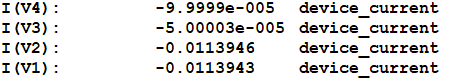 I(V4): -9.9999e-005 device_current
I(V3): -5.00003e-005 device_current
I(V2): -0.0113946 device_current
I(V1): -0.0113943 device_current